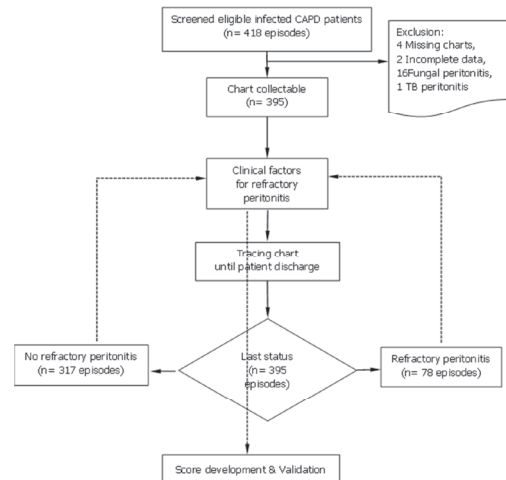 Screened eligible infected CAPD patients
(n= 418 episodes)
Exclusion:
4 Missing charts,
2 Incomplete data,
16Fungal peritonitis,
1 TB peritonitis
Chart collectable
(n= 395)
Clinical factors
for refractory
peritonitis
Tracing chart
until patient discharge
No refractory peritonitis
(n= 317 episodes)
Last status
(n= 395
episodes)
Refractory peritonitis
(n= 78 episodes)
Score development & Validation